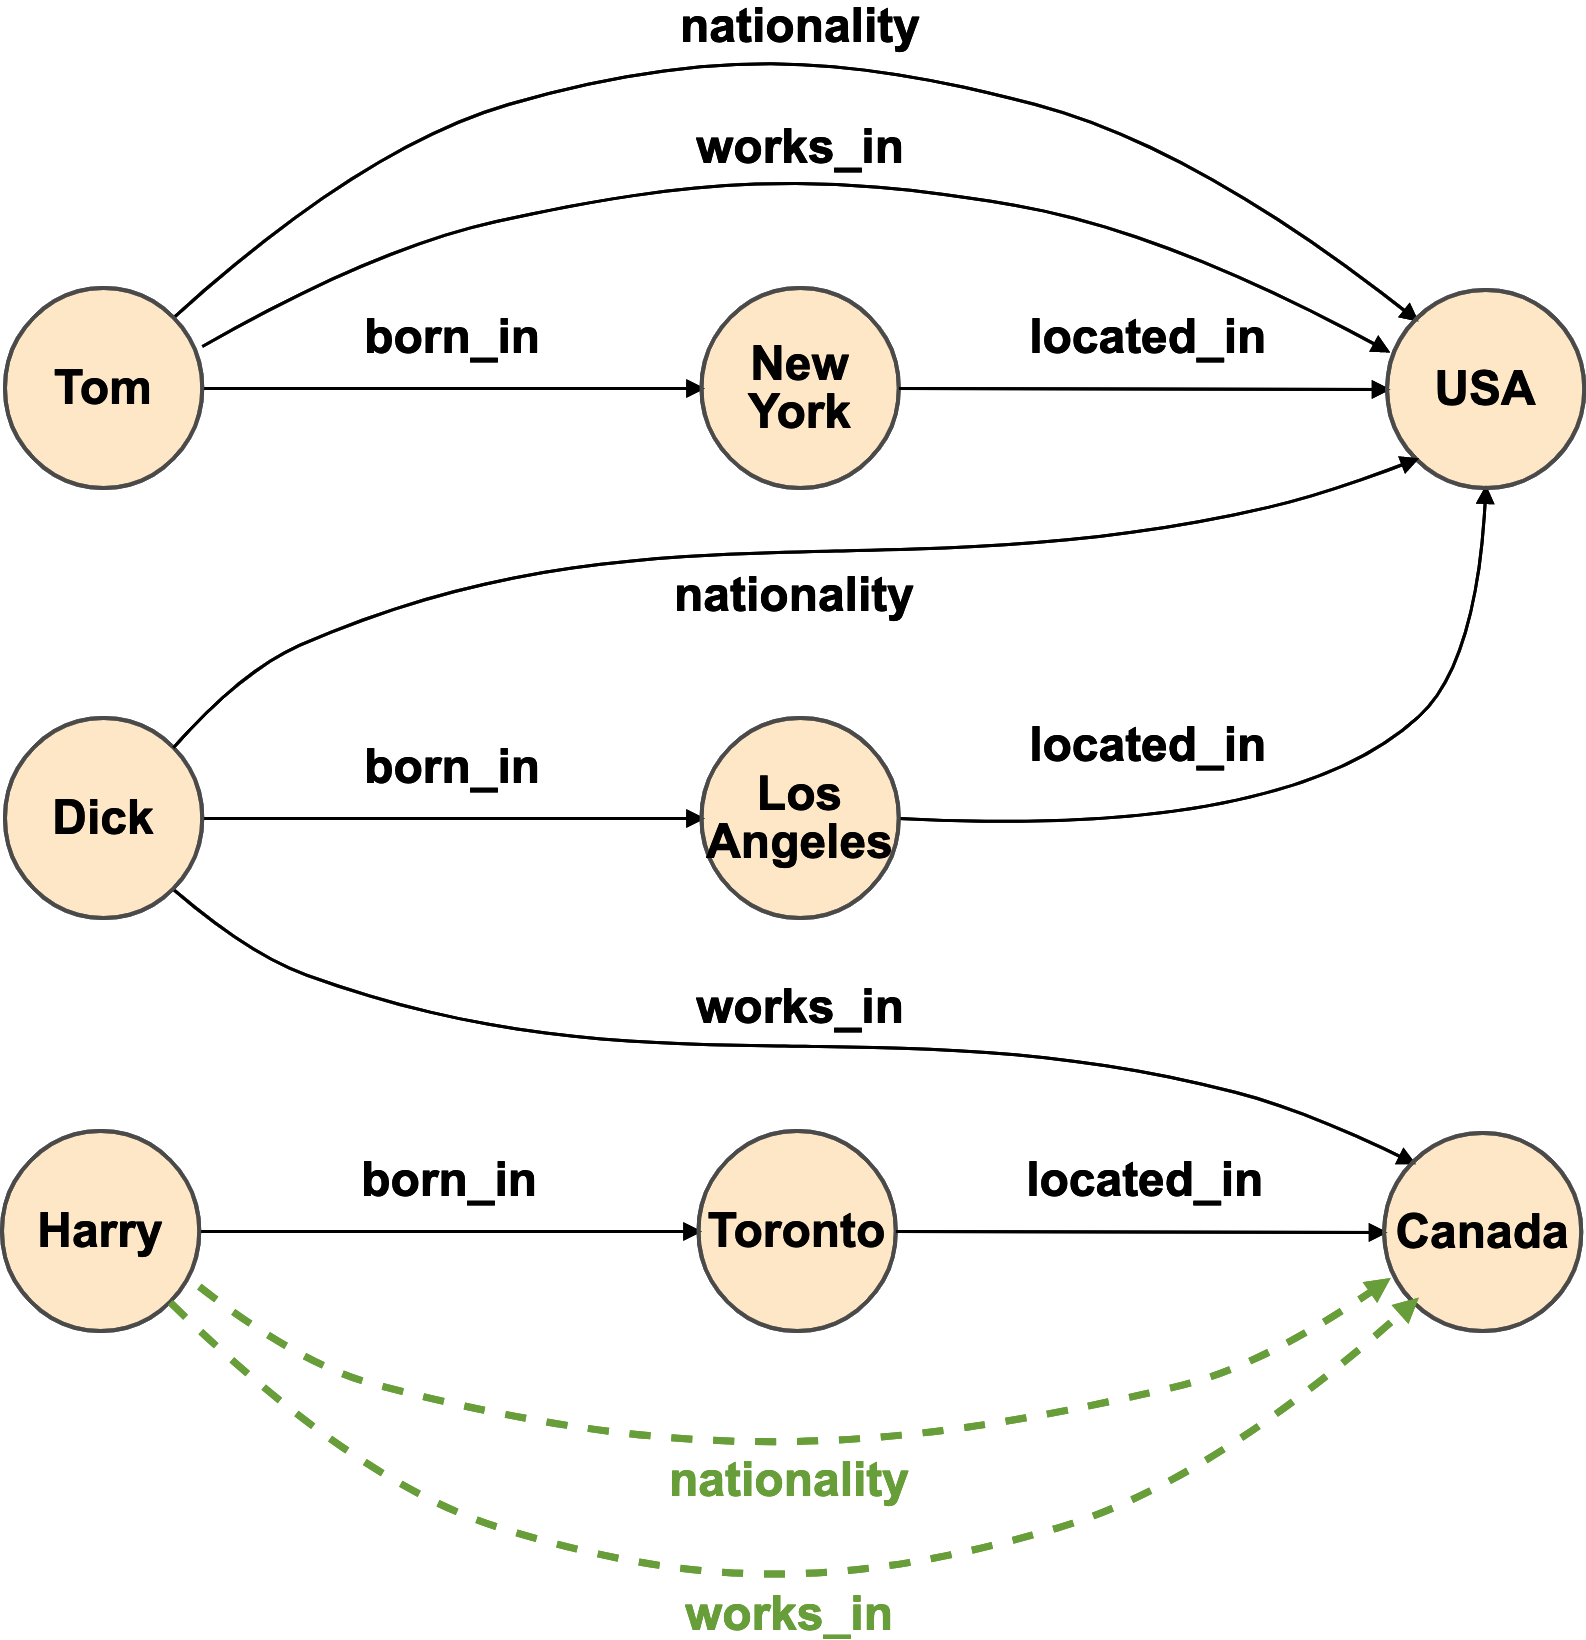 nationality
works_in
born_in
located_in
Tom
New
York
USA
nationality
born_in
located_in
Dick
Los
Angeles
works_in
born_in
located_in
Harry
Toronto
Canada
nationality
works_in